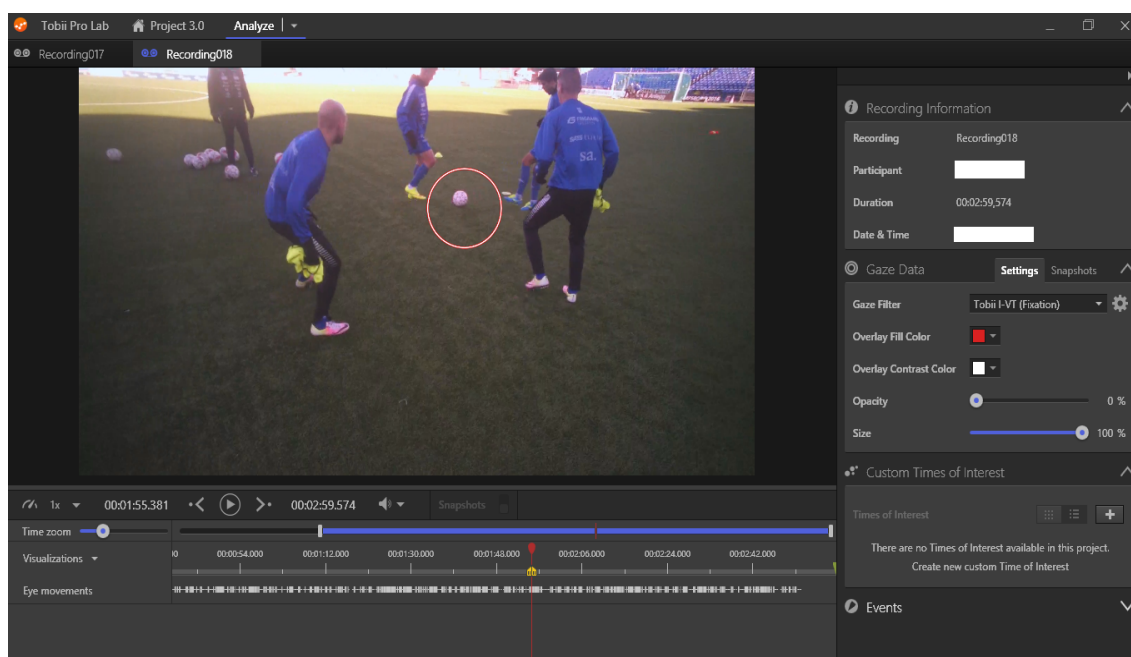 Tobii Pro Lab Project 3.0 Analyze
Recording017 Recording018
sa.
Recording Information
Recording Recording018
Participant
Duration 00:02:59,574
Date & Time
Gaze Data Settings Snapshots
Gaze Filter Tobii I-VT (Fixation)
Overlay Fill Color
Overlay Contrast Color
Opacity 0 %
Size 100 %
Custom Times of Interest
Times of Interest
There are no Times of Interest available in this project.
Create new custom Time of Interest
Events
1x 00:01:55.381 00:02:59.574 Snapshots
Time zoom
Visualizations 00:00:54.000 00:01:12.000 00:01:30.000 00:01:48.000 00:02:06.000 00:02:24.000 00:02:42.000
Eye movements